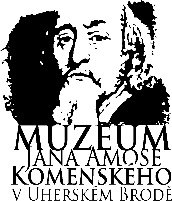 MUZEUM
JANA AMOSE
KOMENSKÉHO
V UHERSKÉM BRODĚ